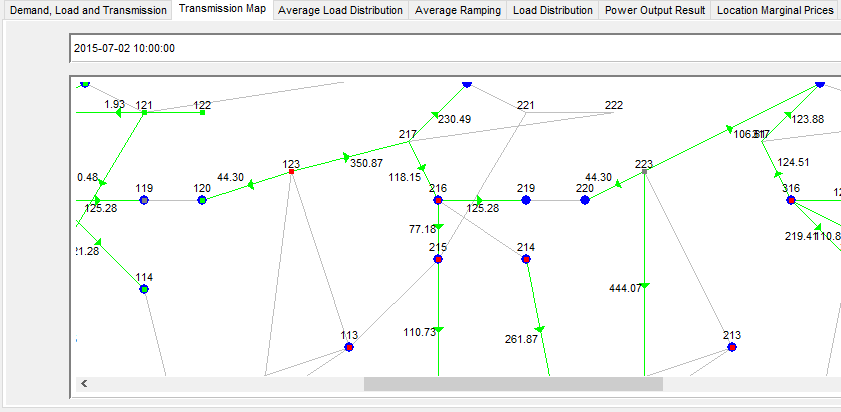 Demand, Load and Transmission Transmission Map Average Load Distribution Average Ramping Load Distribution Power Output Result Location Marginal Prices
2015-07-02 10:00:00
1.93 121 122 221 222
230.49 123.88
217 106.8
123 350.87 223 124.51
0.48 44.30 118.15 44.30
119 120 216 219 220 316
125.28 125.28
77.18 219.41 110.8
21.28 215 214
114 444.07
110.73 261.87
113 213